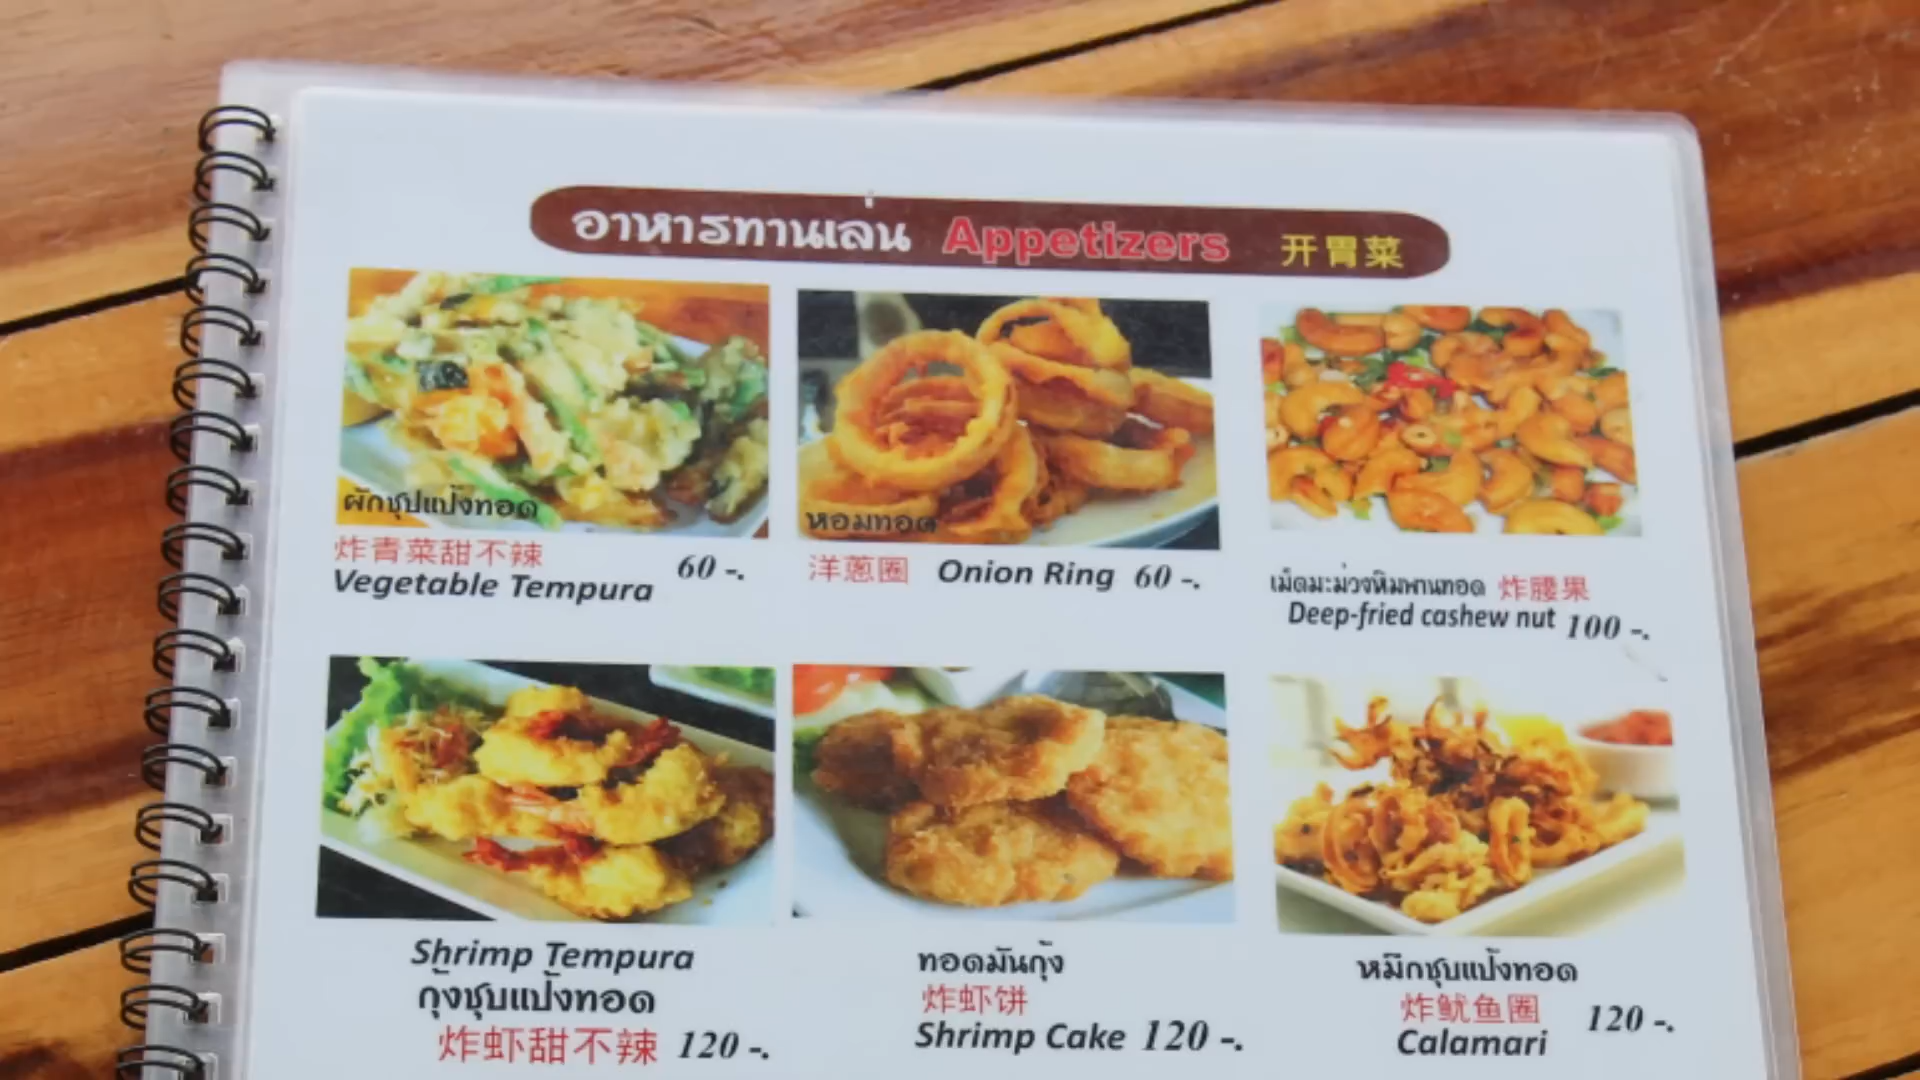 อาหารทานเล่น Appetizers 开胃菜
ผักชุปแป้งทอด
炸青菜甜不辣
Vegetable Tempura 60 -.
หอมทอด
洋蔥圈 Onion Ring 60 -.
เม็ดมะม่วงหิมพานทอด 炸腰果
Deep-fried cashew nut 100 -.
Shrimp Tempura
กุ้งชุบแป้งทอด
炸虾甜不辣 120 -.
ทอดมันกุ้ง
炸虾饼
Shrimp Cake 120 -.
หมึกชุบแป้งทอด
炸鱿鱼圈 120 -.
Calamari